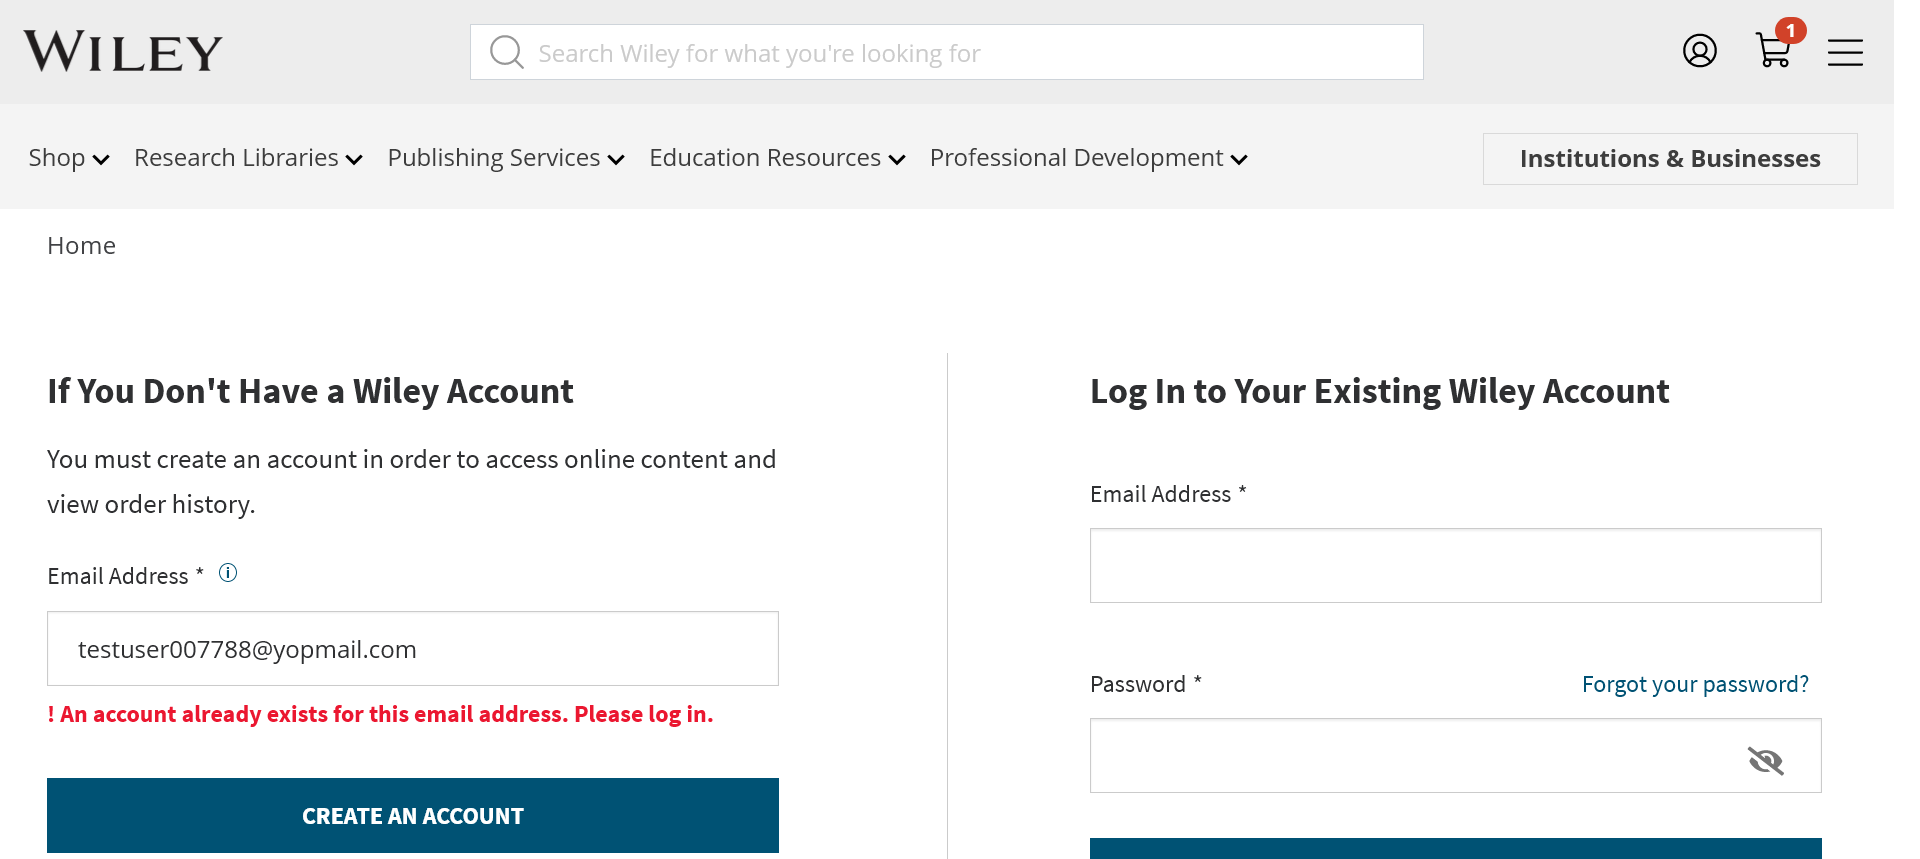 WILEY
Search Wiley for what you're looking for
1
Shop Research Libraries Publishing Services Education Resources Professional Development Institutions & Businesses
Home
If You Don't Have a Wiley Account
You must create an account in order to access online content and
view order history.
Email Address *
testuser007788@yopmail.com
! An account already exists for this email address. Please log in.
CREATE AN ACCOUNT
Log In to Your Existing Wiley Account
Email Address *
Password * Forgot your password?